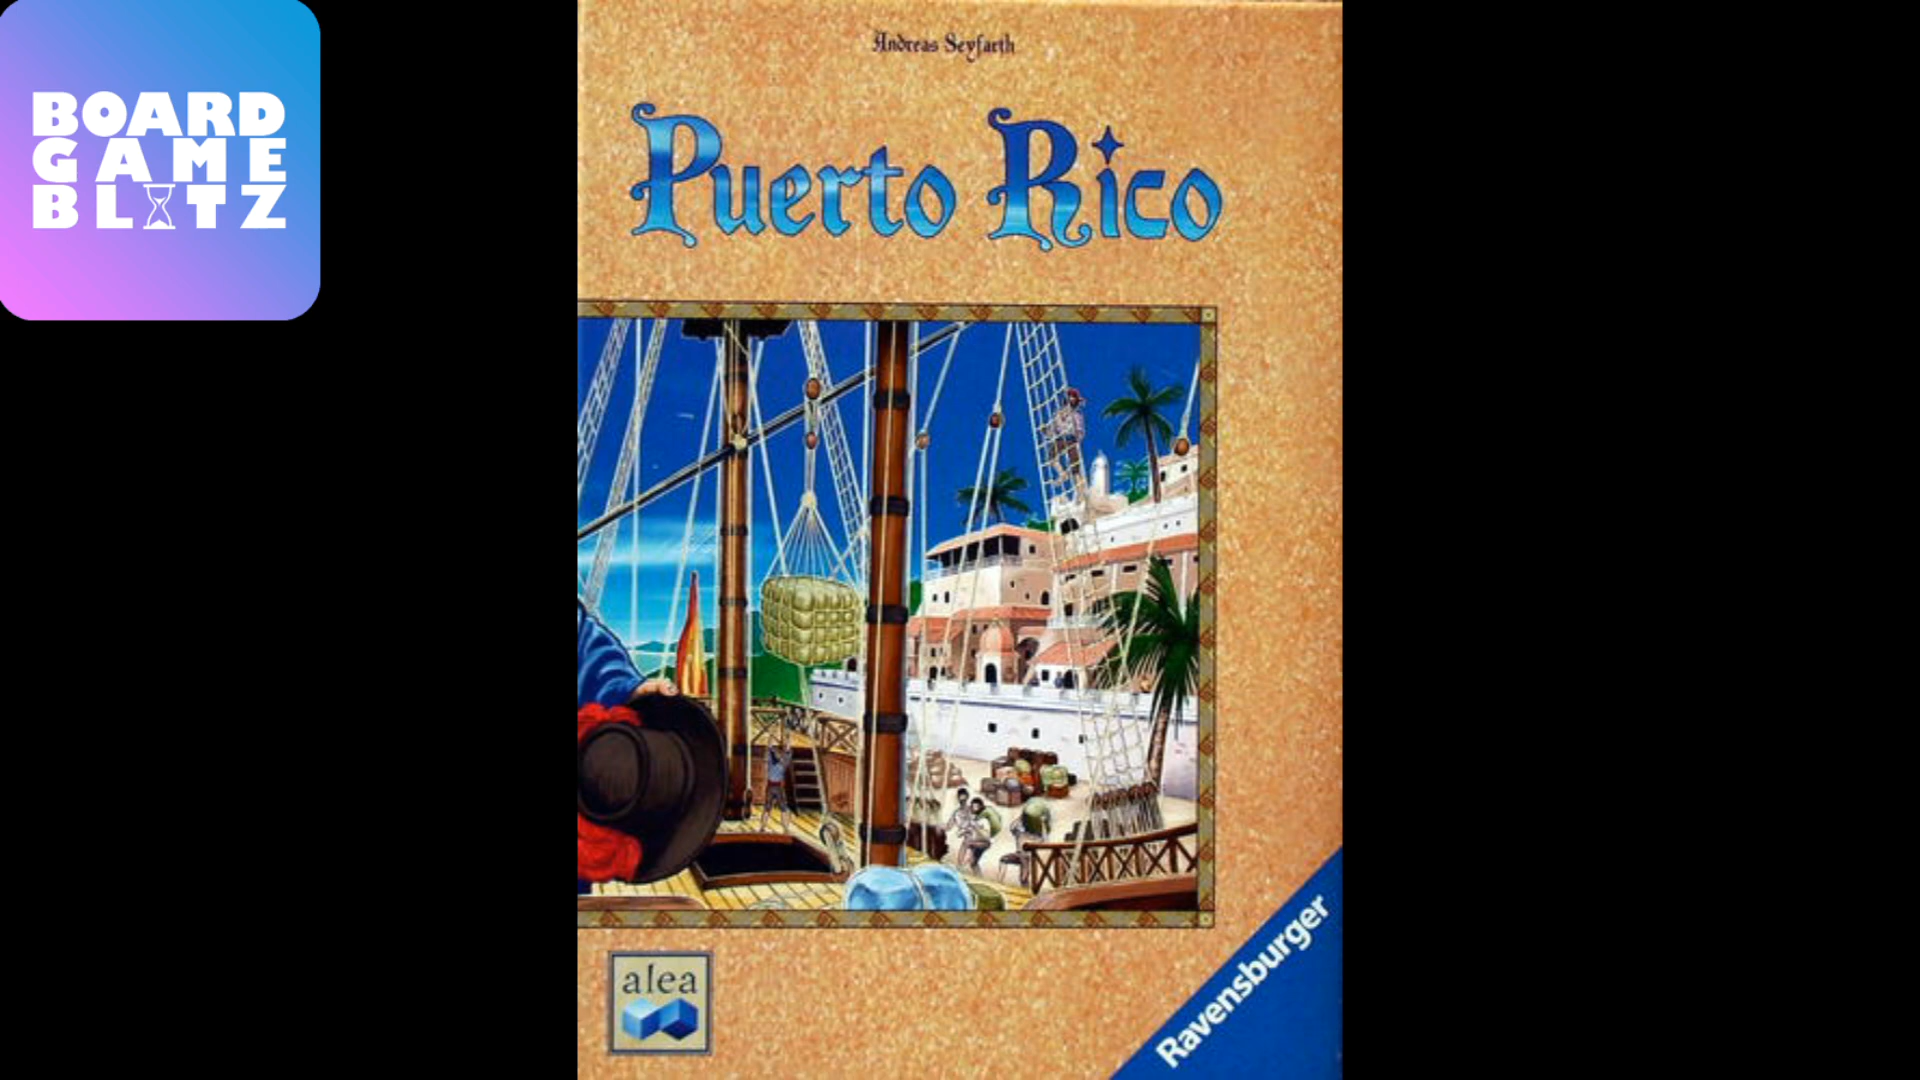 BOARD
GAME
BLITZ
Andreas Seyfarth
Puerto Rico
alea
Ravensburger